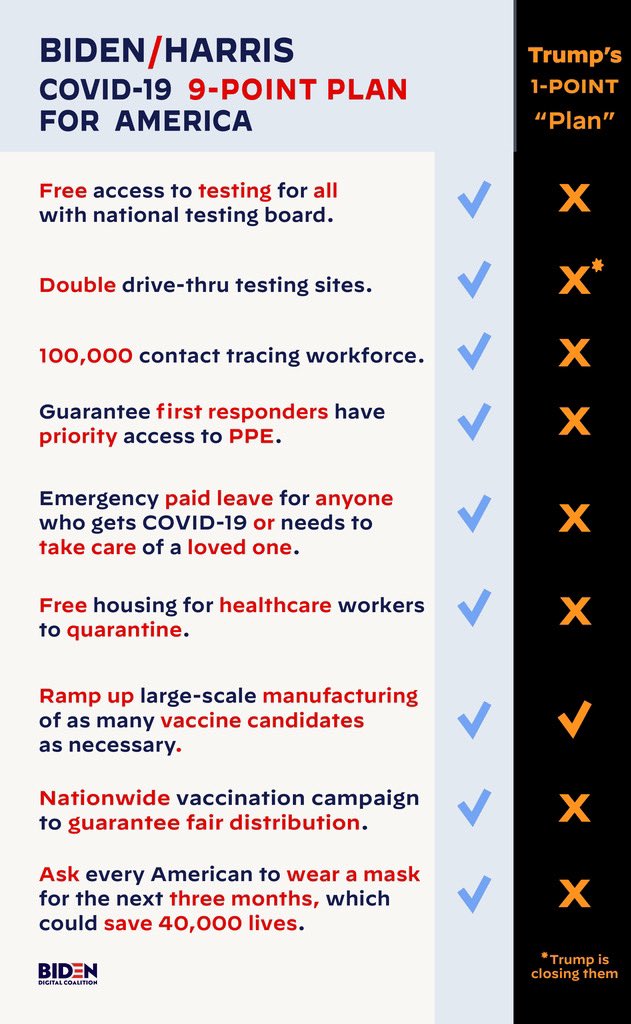 BIDEN/HARRIS
COVID-19 9-POINT PLAN
FOR AMERICA
Trump's
1-POINT
"Plan"
Free access to testing for all
with national testing board.
Double drive-thru testing sites.
100,000 contact tracing workforce.
Guarantee first responders have
priority access to PPE.
Emergency paid leave for anyone
who gets COVID-19 or needs to
take care of a loved one.
Free housing for healthcare workers
to quarantine.
Ramp up large-scale manufacturing
of as many vaccine candidates
as necessary.
Nationwide vaccination campaign
to guarantee fair distribution.
Ask every American to wear a mask
for the next three months, which
could save 40,000 lives.
BIDEN
DIGITAL COALITION
*Trump is
closing them